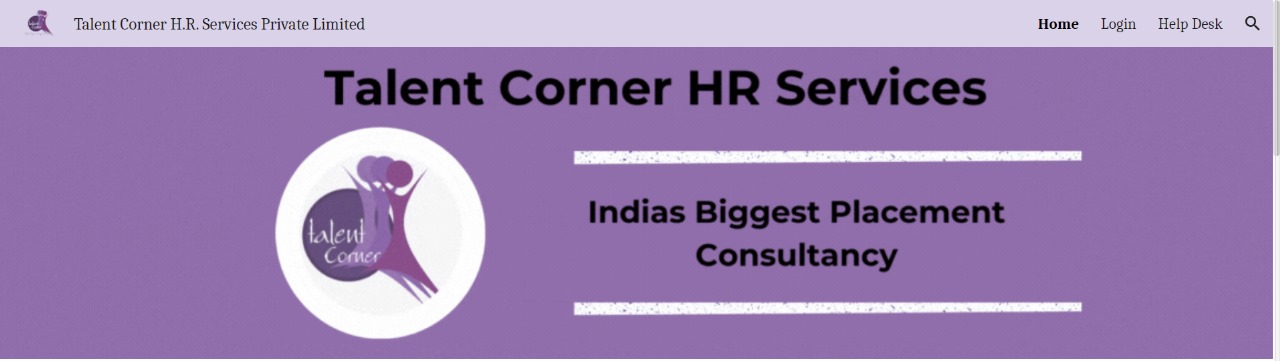 Talent Corner H.R. Services Private Limited
Home
Login
Help Desk
Talent Corner HR Services
talent
Corner
Indias Biggest Placement
Consultancy